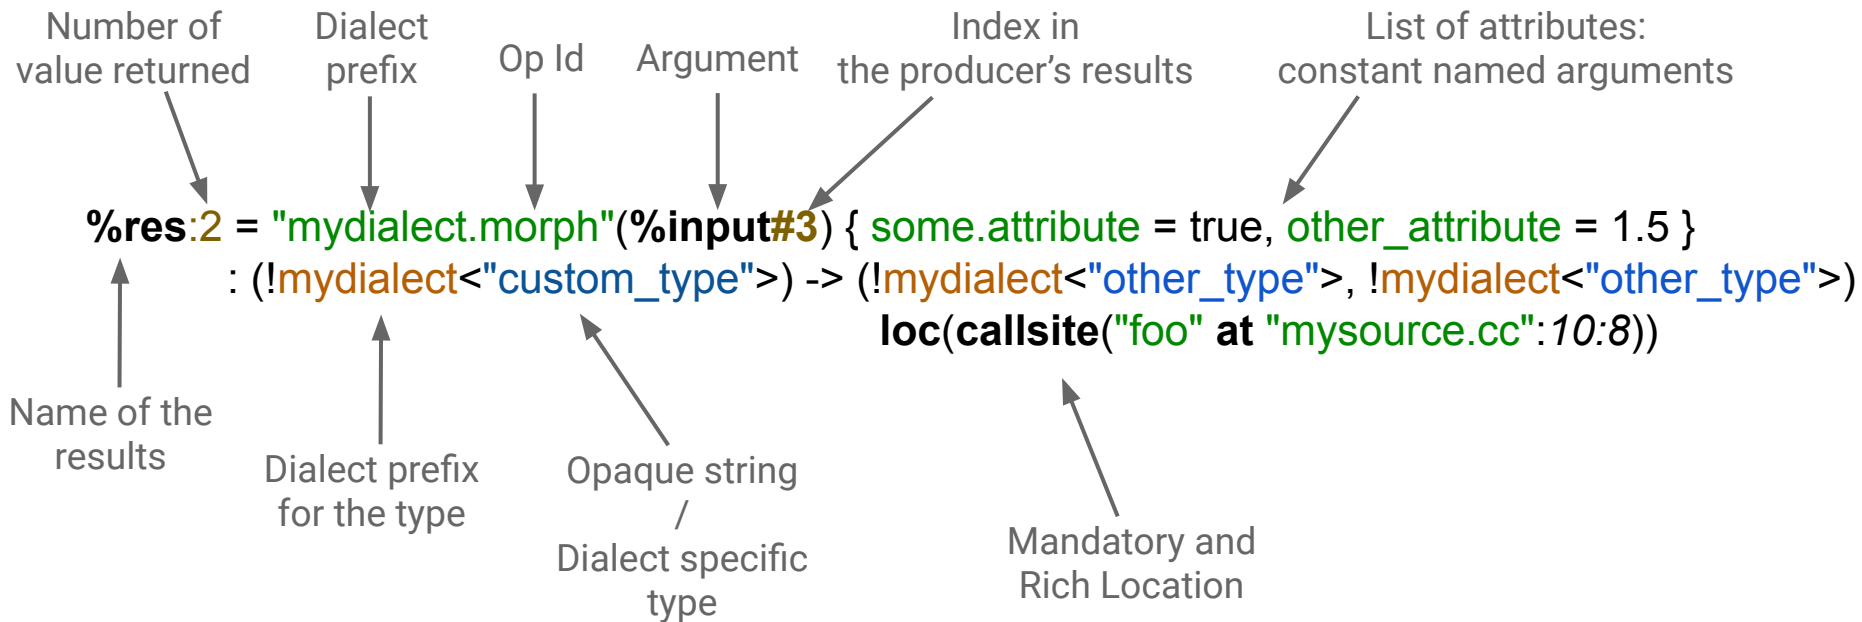 Number of
value returned
Dialect
prefix
Op Id
Argument
Index in
the producer's results
List of attributes:
constant named arguments
%res:2 = "mydialect.morph"(%input#3) { some.attribute = true, other_attribute = 1.5 }
: (!mydialect<"custom_type">) -> (!mydialect<"other_type">, !mydialect<"other_type">)
loc(callsite("foo" at "mysource.cc":10:8))
Name of the
results
Dialect prefix
for the type
Opaque string
/
Dialect specific
type
Mandatory and
Rich Location